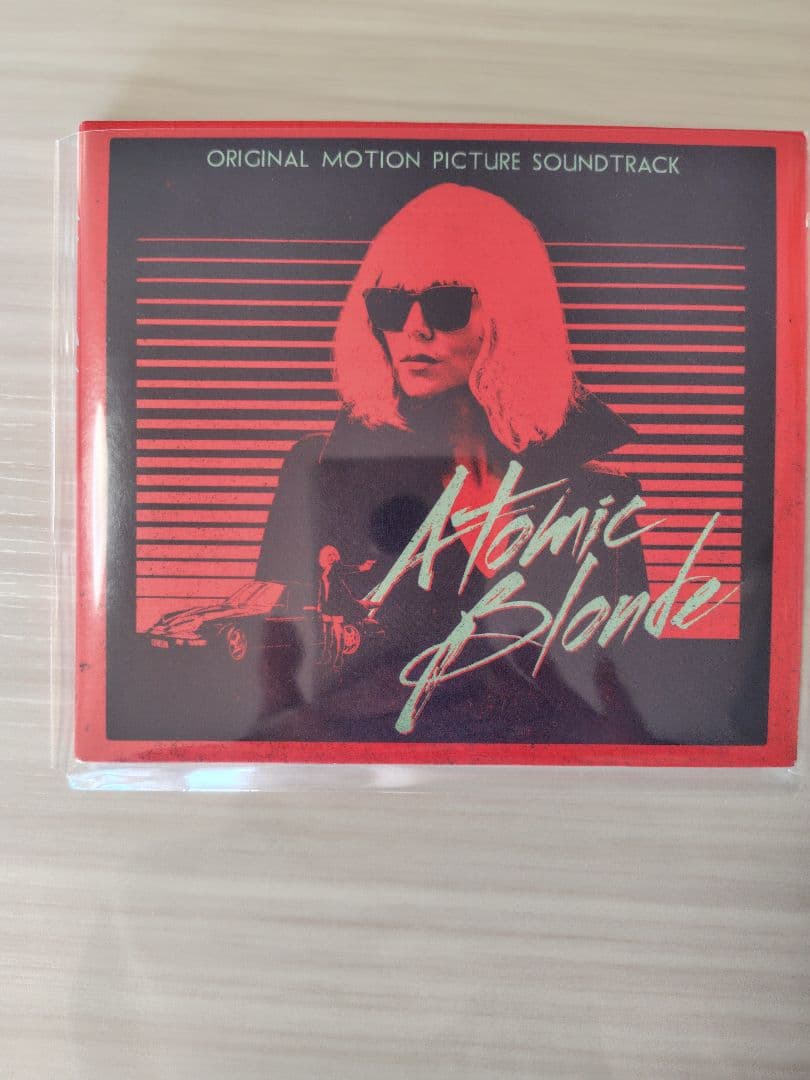 ORIGINAL MOTION PICTURE SOUNDTRACK
Atomic
Blonde